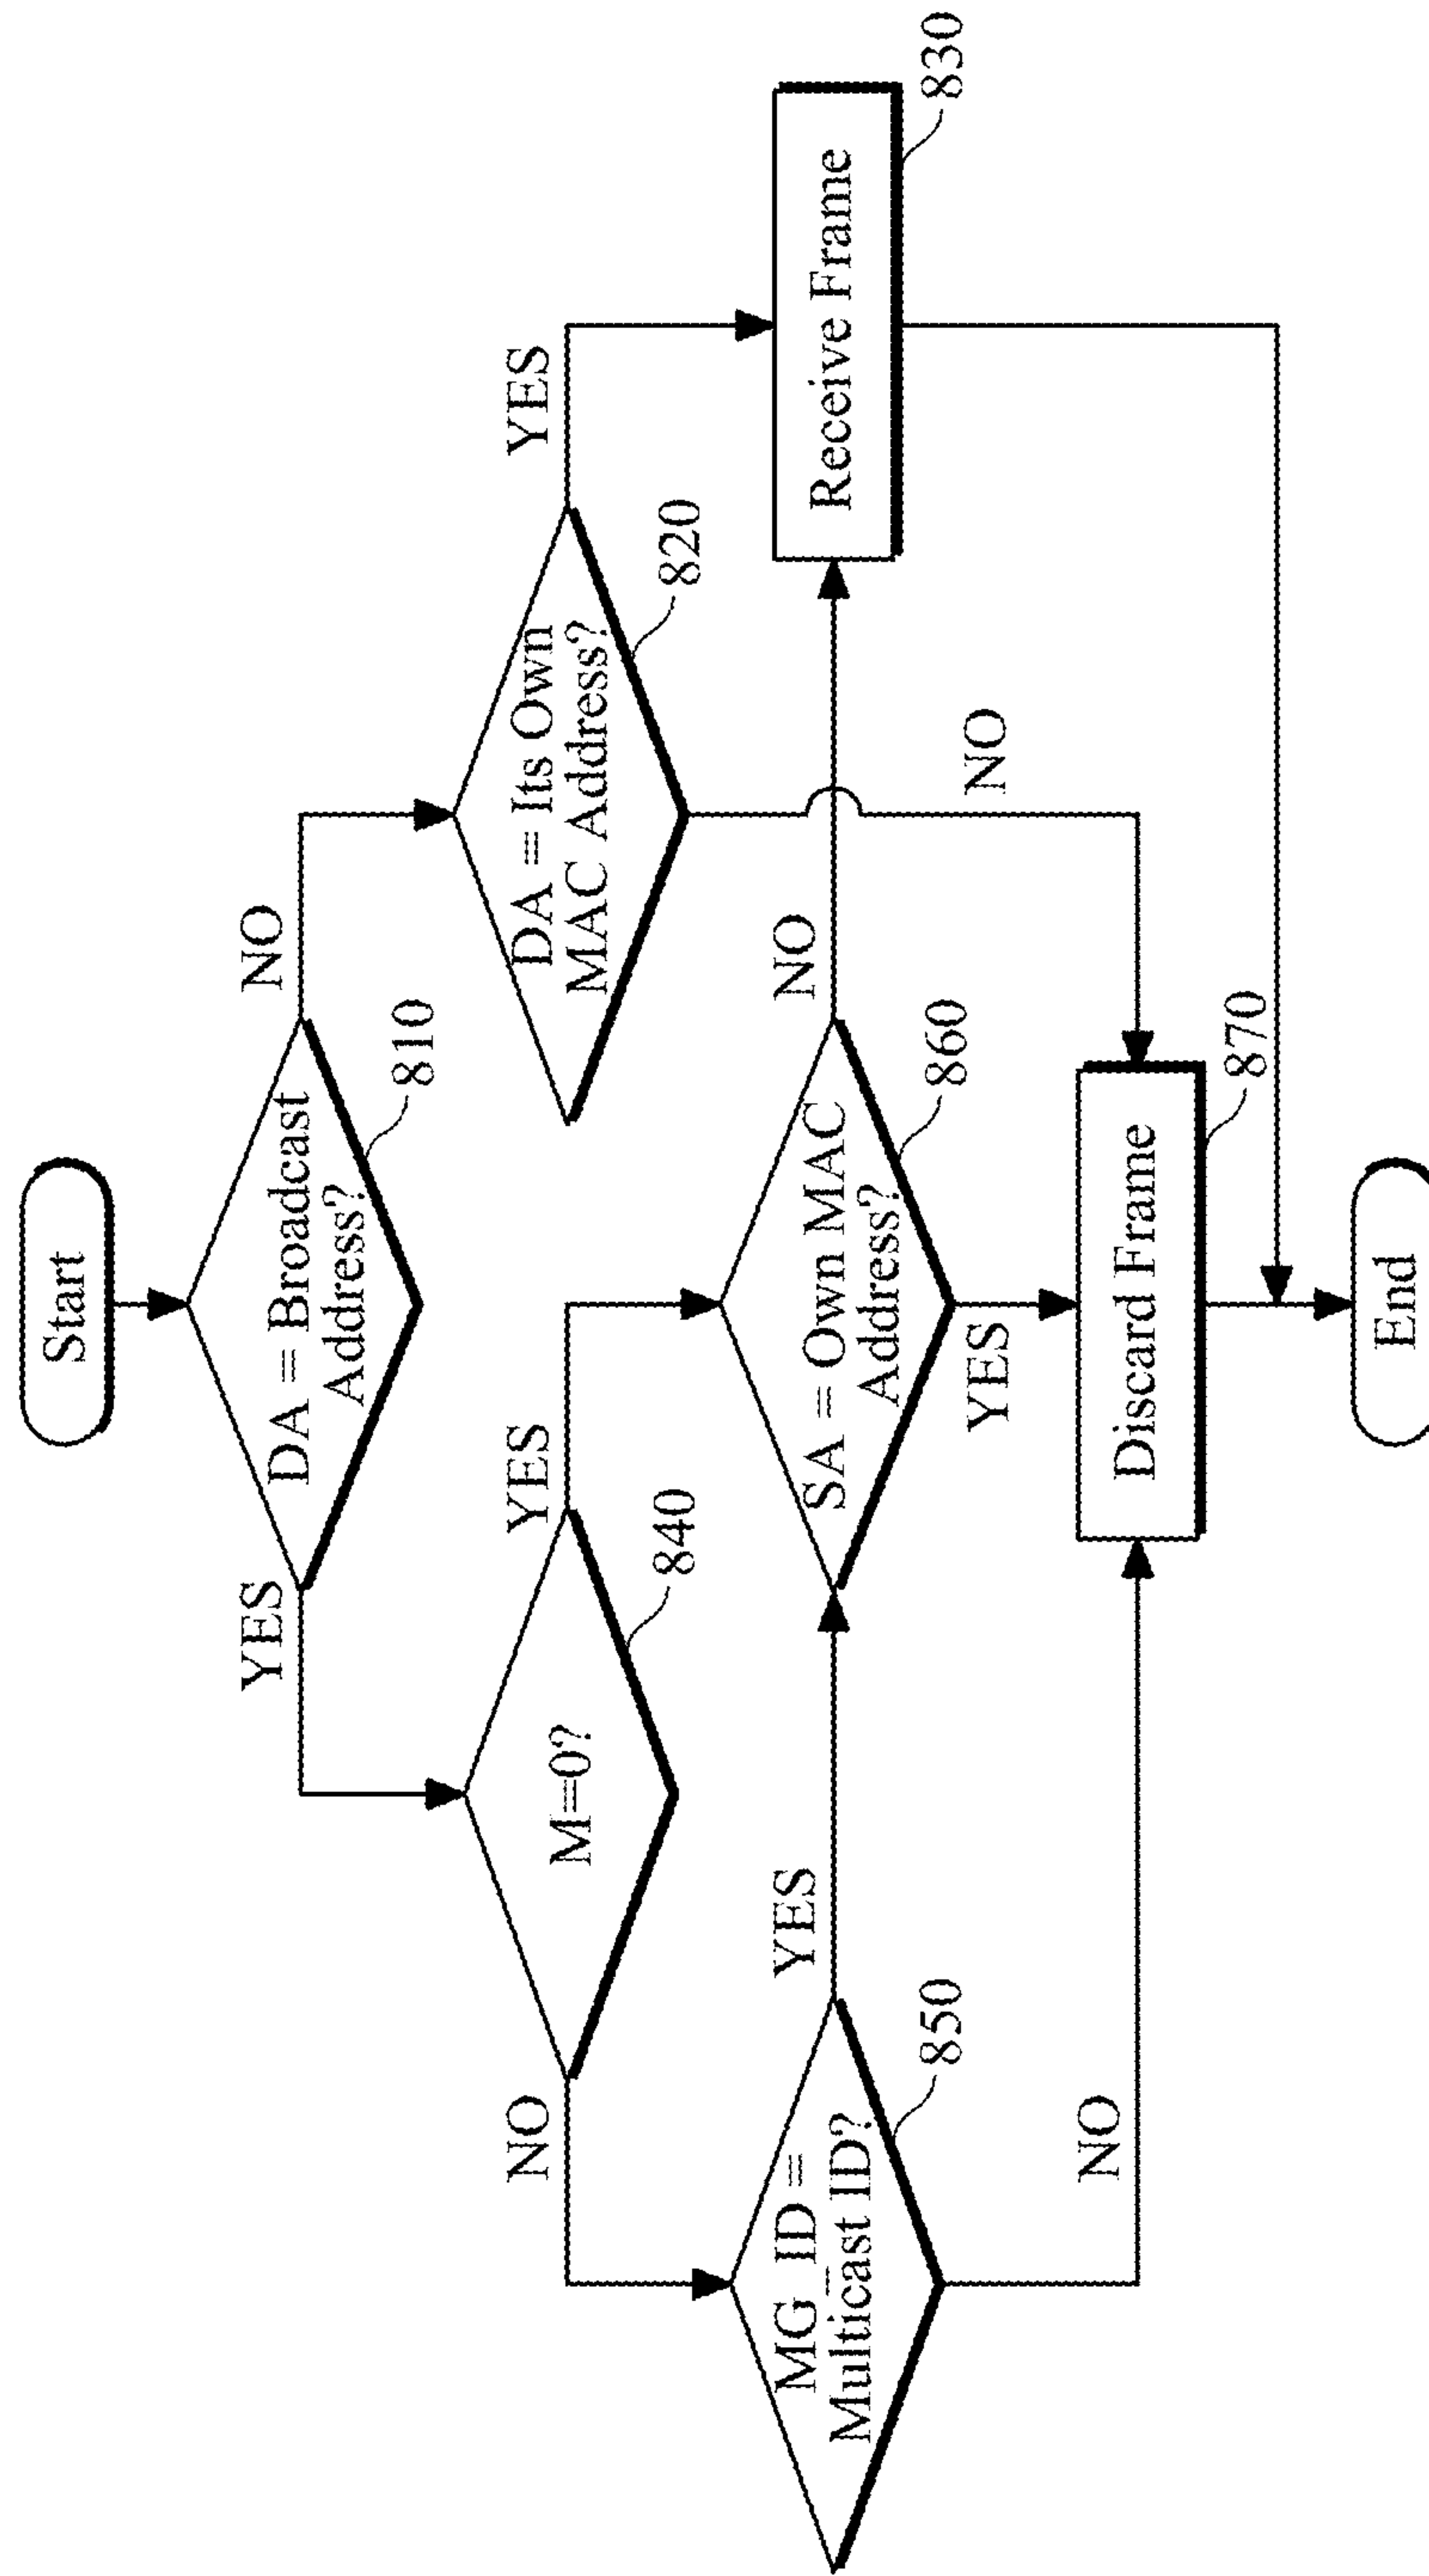 Start
DA = Broadcast
Address?
810
YES
NO
M=0?
840
DA = Its Own
MAC Address?
820
NO
YES
YES
MG_ID =
Multicast ID?
850
YES
SA = Own MAC
Address?
860
NO
Receive Frame
830
NO
YES
NO
Discard Frame
870
End